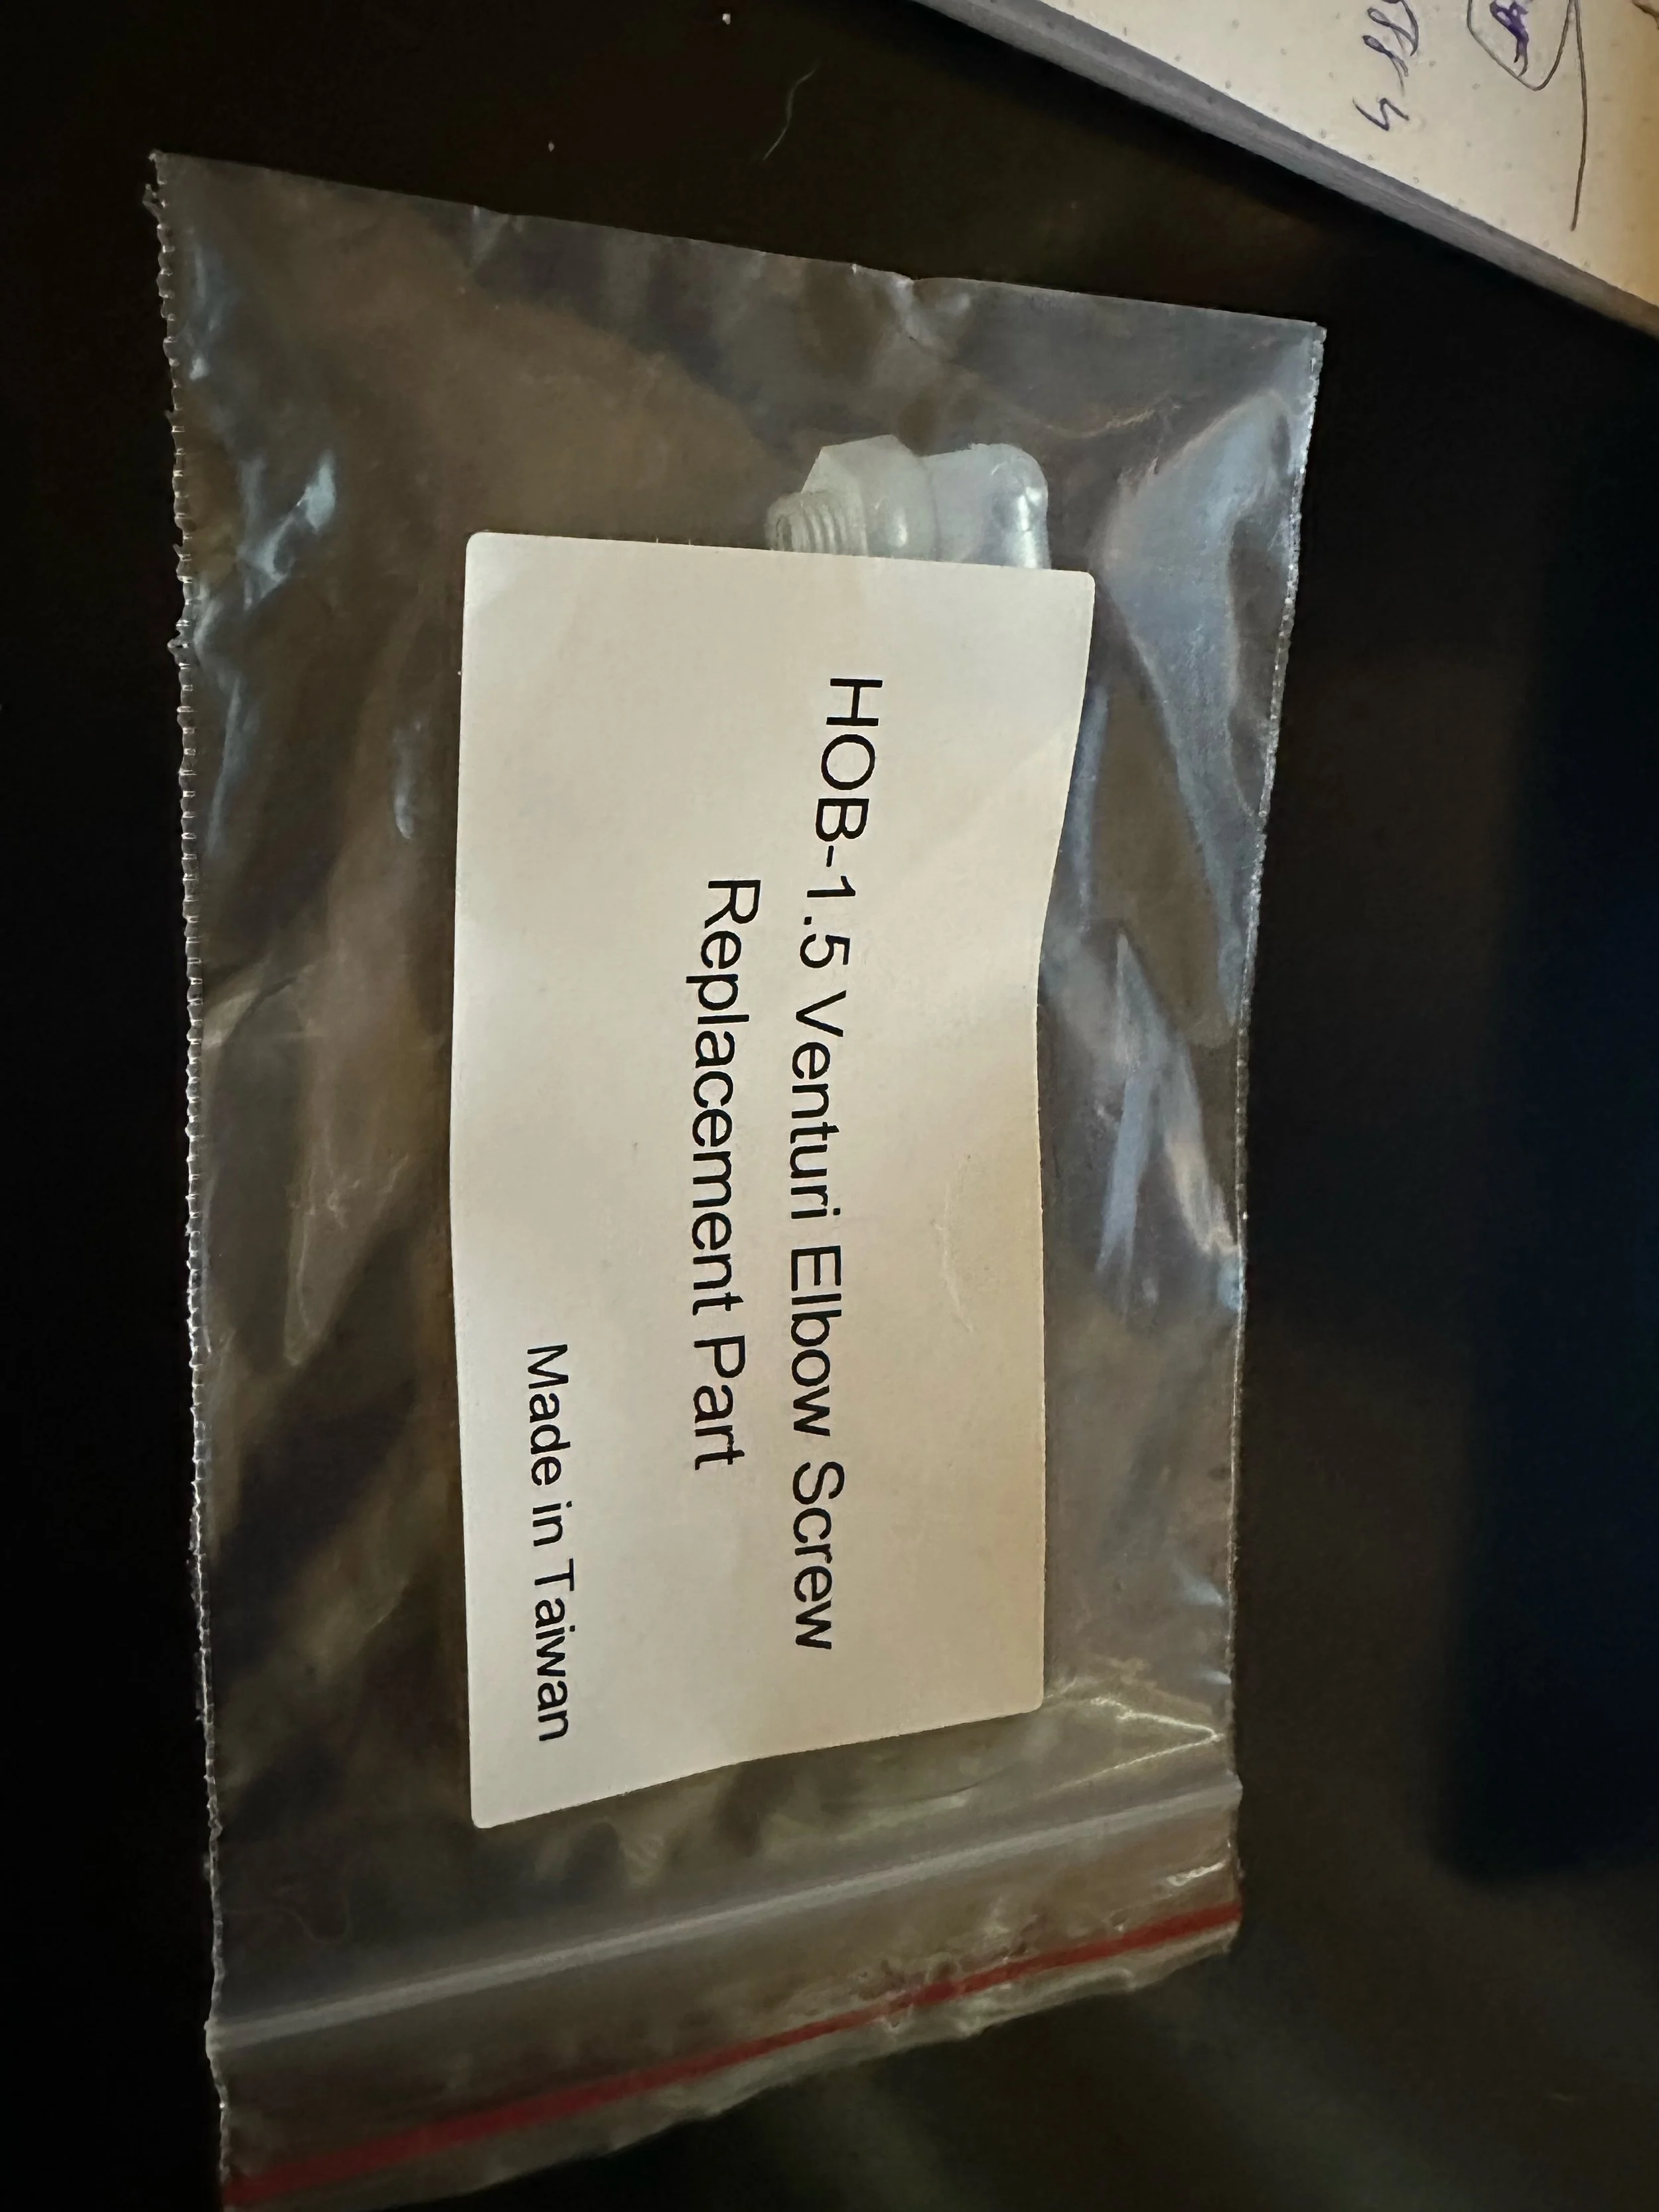 HOB-1.5 Venturi Elbow Screw
Replacement Part
Made in Taiwan